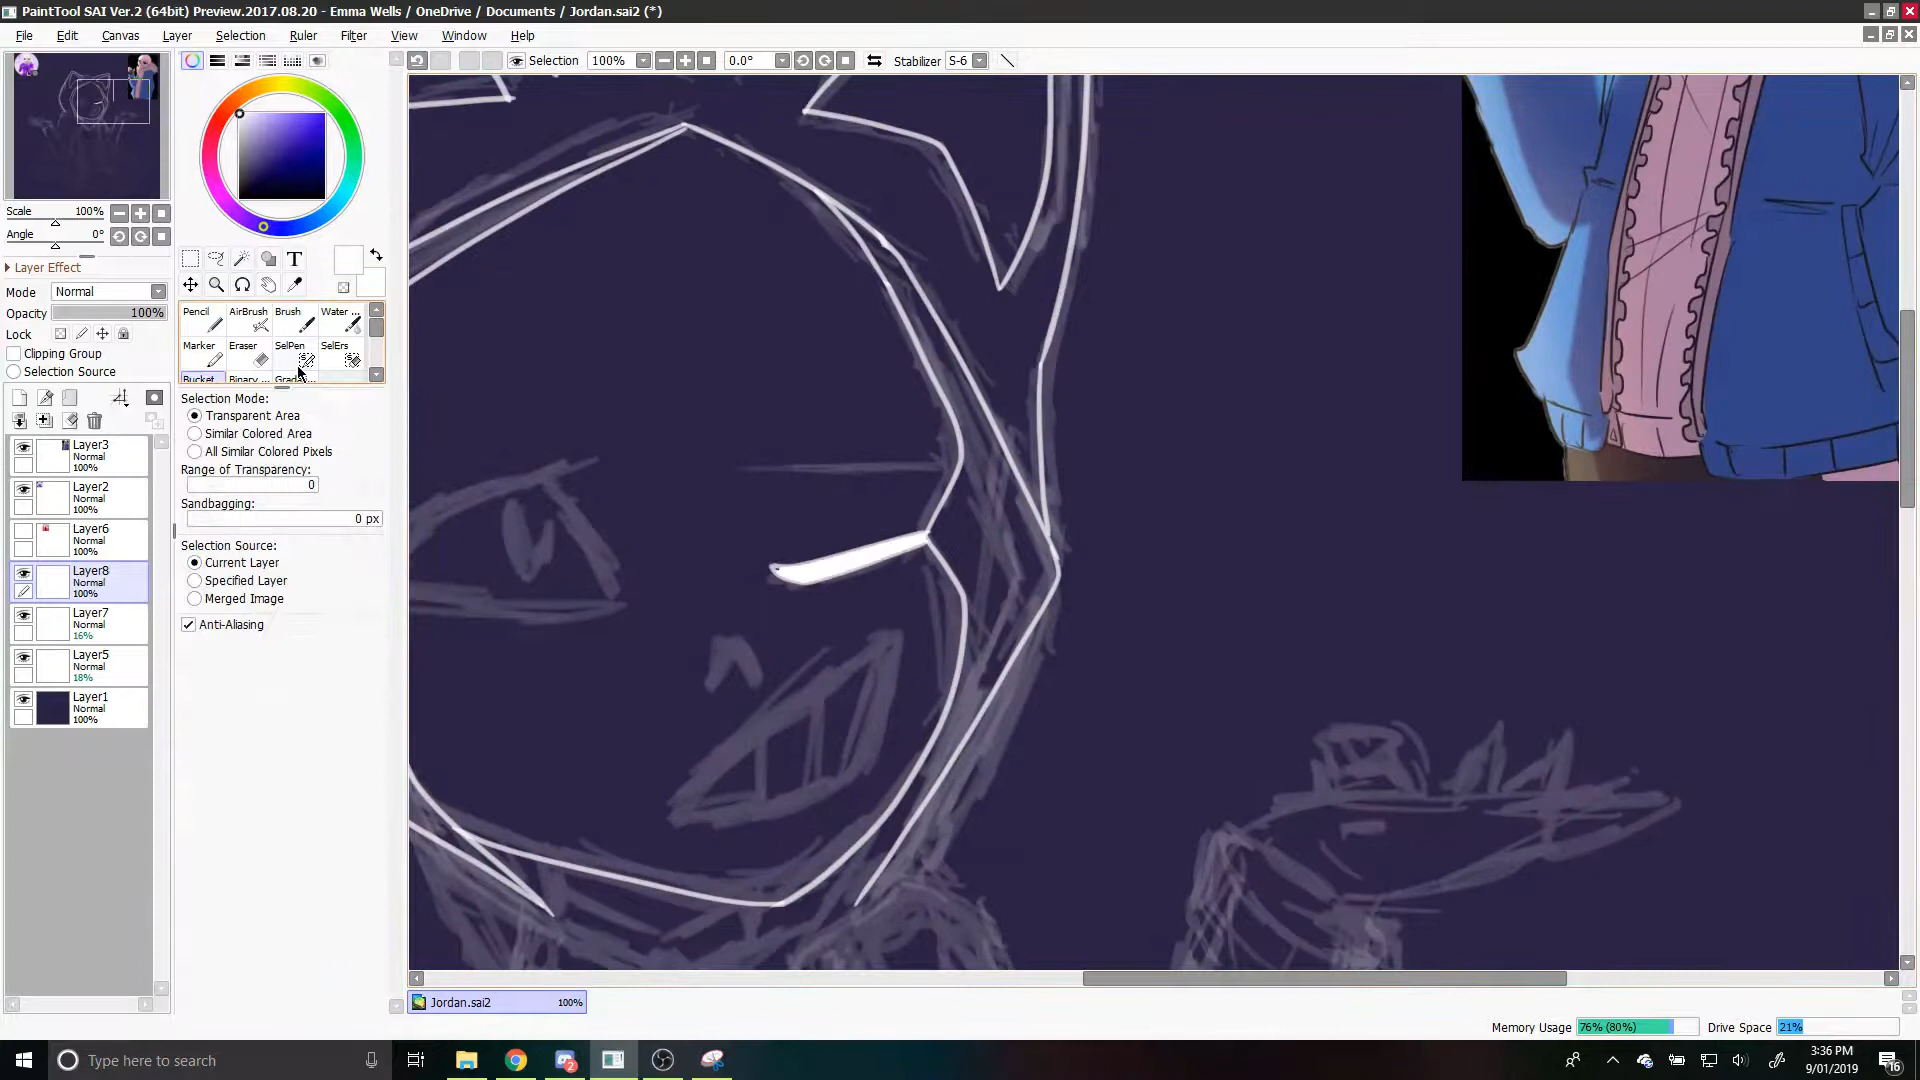 PaintTool SAI Ver.2 (64bit) Preview.2017.08.20 - Emma Wells / OneDrive / Documents / Jordan.sai2 (*)
File Edit Canvas Layer Selection Ruler Filter View Window Help
Selection 100% 0.0° Stabilizer S-6
Scale 100%
Angle 0°
Layer Effect
Mode Normal
Opacity 100%
Lock
Clipping Group
Selection Source
Layer3
Normal
100%
Layer2
Normal
100%
Layer6
Normal
100%
Layer8
Normal
100%
Layer7
Normal
16%
Layer5
Normal
18%
Layer1
Normal
100%
T
Pencil AirBrush Brush Water ...
Marker Eraser SelPen SelErs
Bucket Binary ...
Selection Mode:
Transparent Area
Similar Colored Area
All Similar Colored Pixels
Range of Transparency:
0
Sandbagging:
0 px
Selection Source:
Current Layer
Specified Layer
Merged Image
Anti-Aliasing
Jordan.sai2 100%
Memory Usage 76% (80%) Drive Space 21%
Type here to search
2
3:36 PM
9/01/2019
16